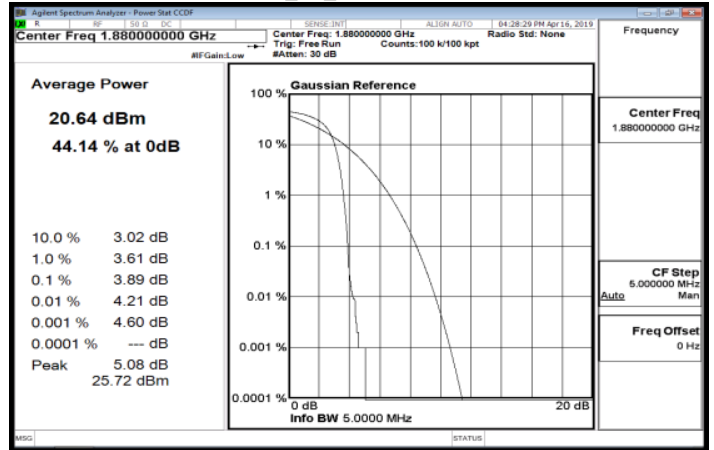 Agilent Spectrum Analyzer - Power Stat CCDF
R RF 50 Ω DC SENSE:INT ALIGN AUTO 04:28:29 PM Apr 16, 2019
Center Freq 1.880000000 GHz
Center Freq: 1.880000000 GHz Radio Std: None
Trig: Free Run Counts:100 k/100 kpt
#IFGain:Low #Atten: 30 dB
Frequency
Average Power
20.64 dBm
44.14 % at 0dB
10.0 % 3.02 dB
1.0 % 3.61 dB
0.1 % 3.89 dB
0.01 % 4.21 dB
0.001 % 4.60 dB
0.0001 % --- dB
Peak 5.08 dB
25.72 dBm
Gaussian Reference
100 %
10 %
1 %
0.1 %
0.01 %
0.001 %
0.0001 %
0 dB 20 dB
Info BW 5.0000 MHz
Center Freq
1.880000000 GHz
CF Step
5.000000 MHz
Auto Man
Freq Offset
0 Hz
MSG STATUS